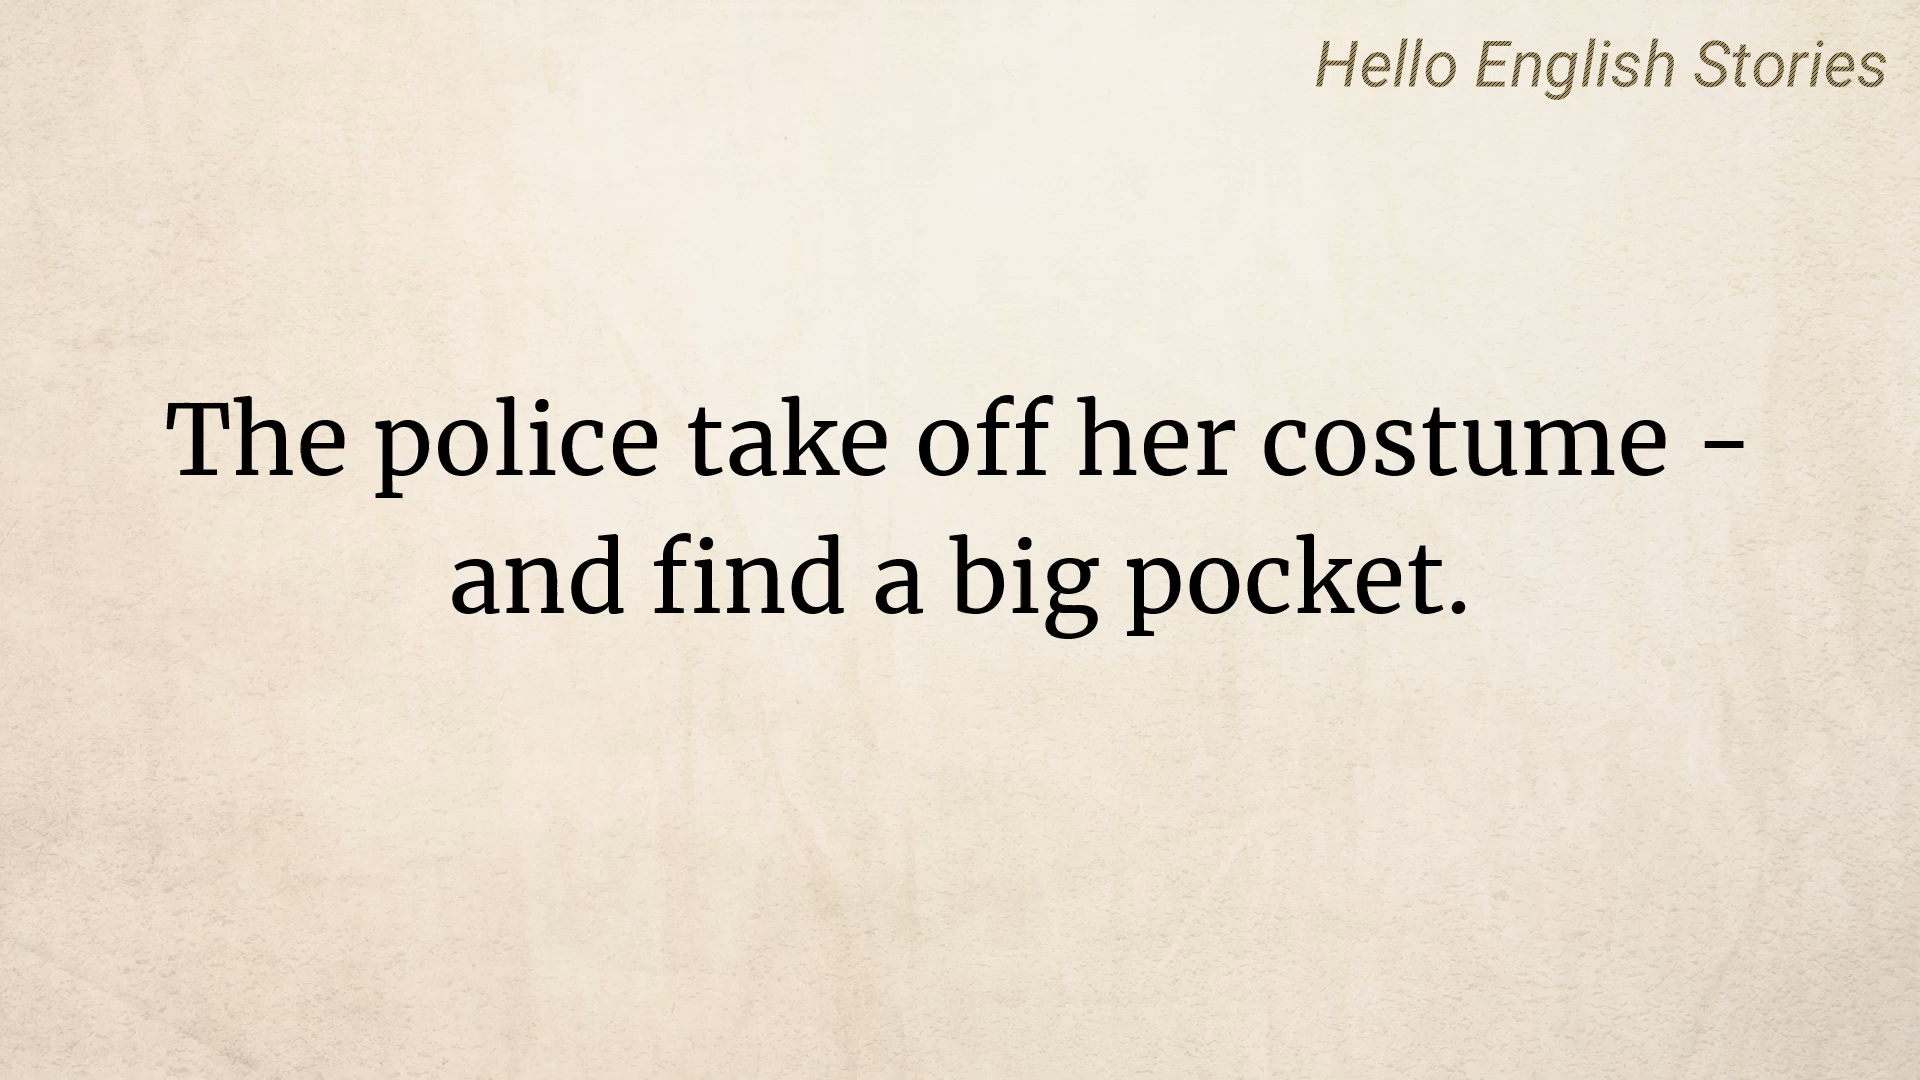 Hello English Stories
The police take off her costume -
and find a big pocket.